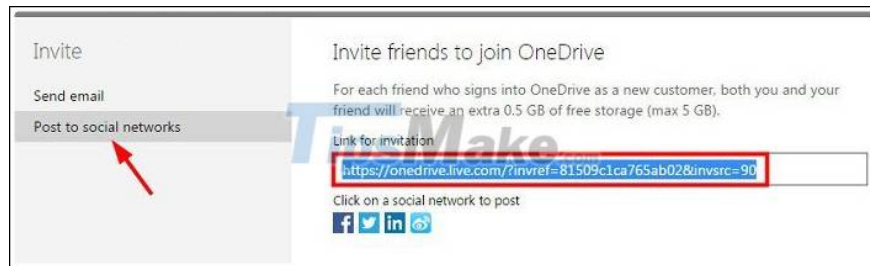 Invite
Send email
Post to social networks
Invite friends to join OneDrive
For each friend who signs into OneDrive as a new customer, both you and your
friend will receive an extra 0.5 GB of free storage (max 5 GB).
Link for invitation
https://onedrive.live.com/?invref=81509c1ca765ab02&invsrc=90
Click on a social network to post
TipsMake.com